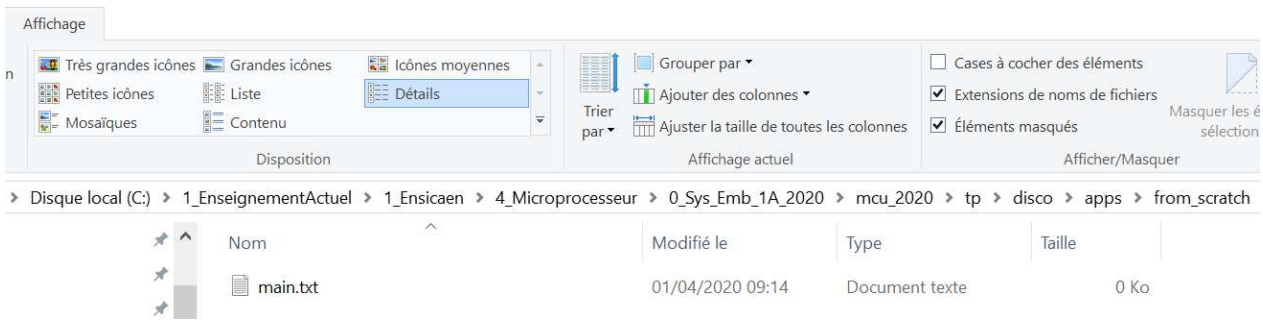 Affichage
n
Très grandes icônes Grandes icônes Icônes moyennes
Petites icônes Liste Détails
Mosaïques Contenu
Disposition
Trier par
Grouper par
Ajouter des colonnes
Ajuster la taille de toutes les colonnes
Affichage actuel
Cases à cocher des éléments
Extensions de noms de fichiers
Éléments masqués
Masquer les é
sélection
Afficher/Masquer
> Disque local (C:) > 1_EnseignementActuel > 1_Ensicaen > 4_Microprocesseur > 0_Sys_Emb_1A_2020 > mcu_2020 > tp > disco > apps > from_scratch
Nom Modifié le Type Taille
main.txt 01/04/2020 09:14 Document texte 0 Ko